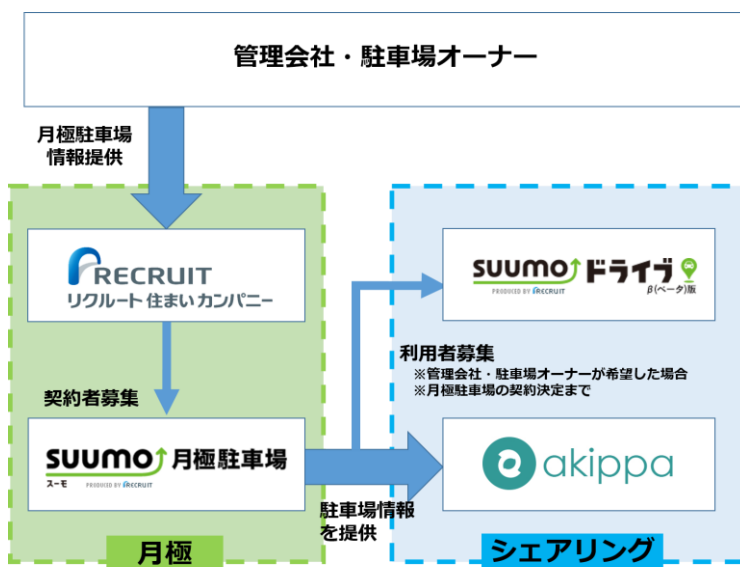 管理会社・駐車場オーナー
月極駐車場
情報提供
RECRUIT
リクルート 住まい カンパニー
契約者募集
SUUMO 月極駐車場
スーモ PRODUCED BY RECRUIT
月極
SUUMO ドライブ
PRODUCED BY RECRUIT β(ベータ)版
利用者募集
※管理会社・駐車場オーナーが希望した場合
※月極駐車場の契約決定まで
akippa
駐車場情報
を提供
シェアリング